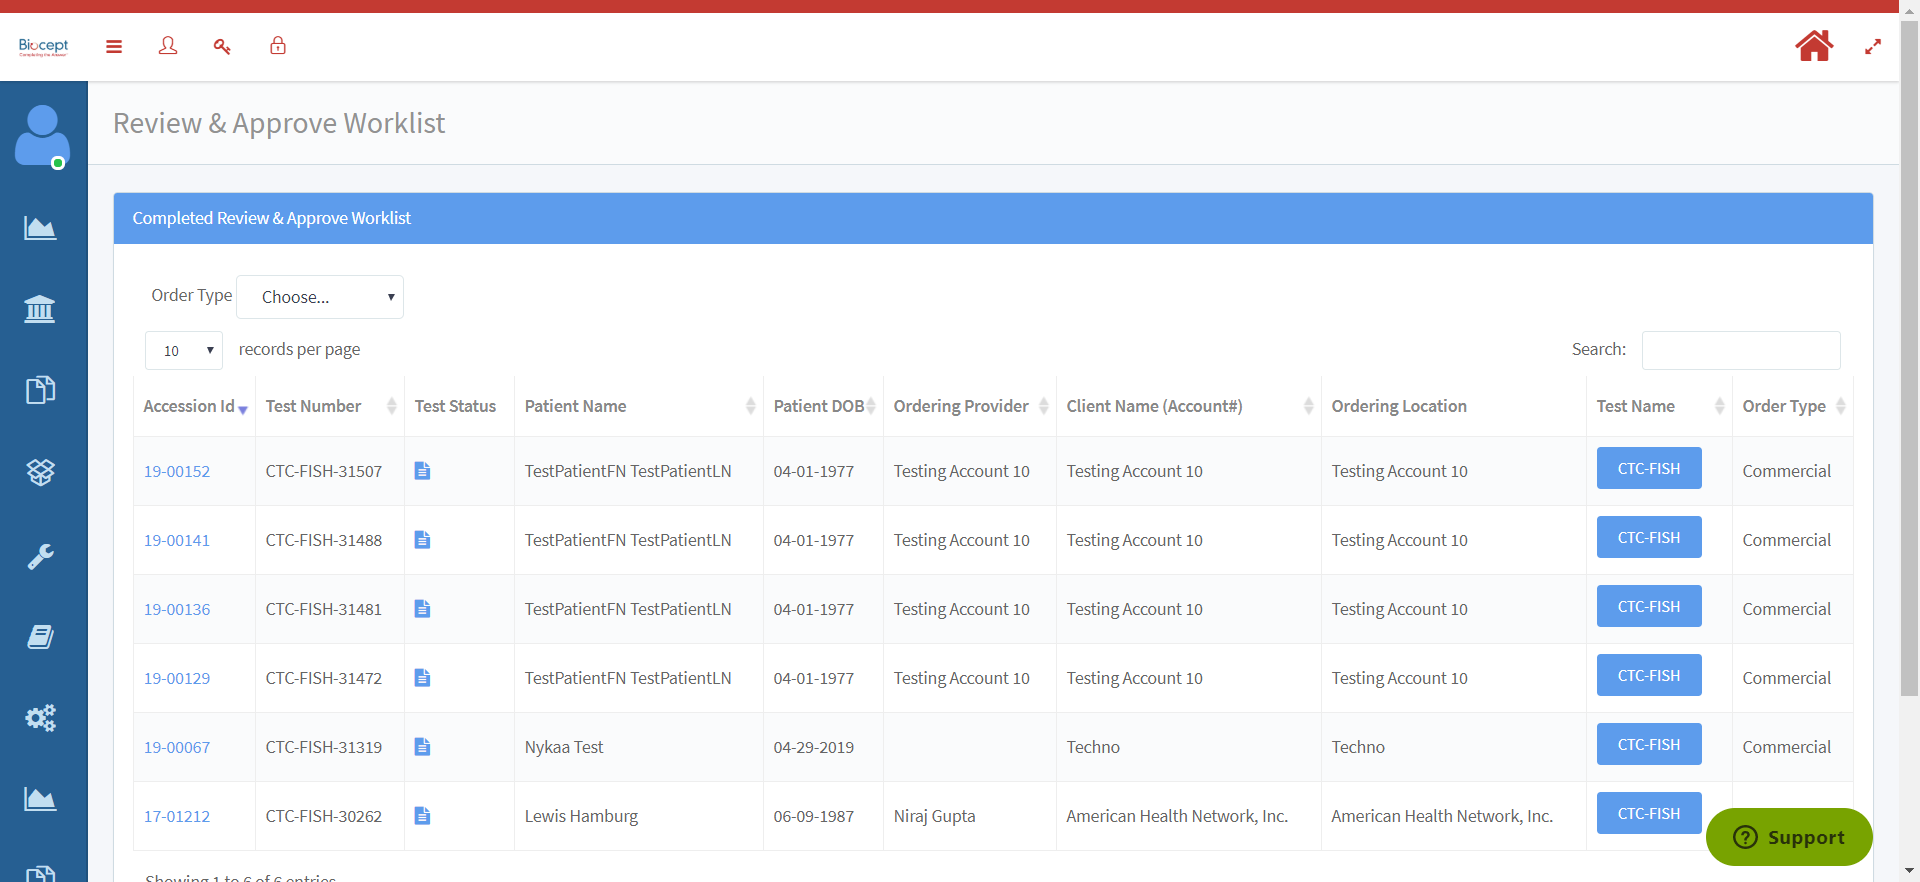 Biocept
Review & Approve Worklist
Completed Review & Approve Worklist
Order Type Choose...
10 records per page Search:
Accession Id Test Number Test Status Patient Name Patient DOB Ordering Provider Client Name (Account#) Ordering Location Test Name Order Type
19-00152 CTC-FISH-31507 TestPatientFN TestPatientLN 04-01-1977 Testing Account 10 Testing Account 10 Testing Account 10 CTC-FISH Commercial
19-00141 CTC-FISH-31488 TestPatientFN TestPatientLN 04-01-1977 Testing Account 10 Testing Account 10 Testing Account 10 CTC-FISH Commercial
19-00136 CTC-FISH-31481 TestPatientFN TestPatientLN 04-01-1977 Testing Account 10 Testing Account 10 Testing Account 10 CTC-FISH Commercial
19-00129 CTC-FISH-31472 TestPatientFN TestPatientLN 04-01-1977 Testing Account 10 Testing Account 10 Testing Account 10 CTC-FISH Commercial
19-00067 CTC-FISH-31319 Nykaa Test 04-29-2019 Techno Techno CTC-FISH Commercial
17-01212 CTC-FISH-30262 Lewis Hamburg 06-09-1987 Niraj Gupta American Health Network, Inc. American Health Network, Inc. CTC-FISH
Support
Showing 1 to 6 of 6 entries